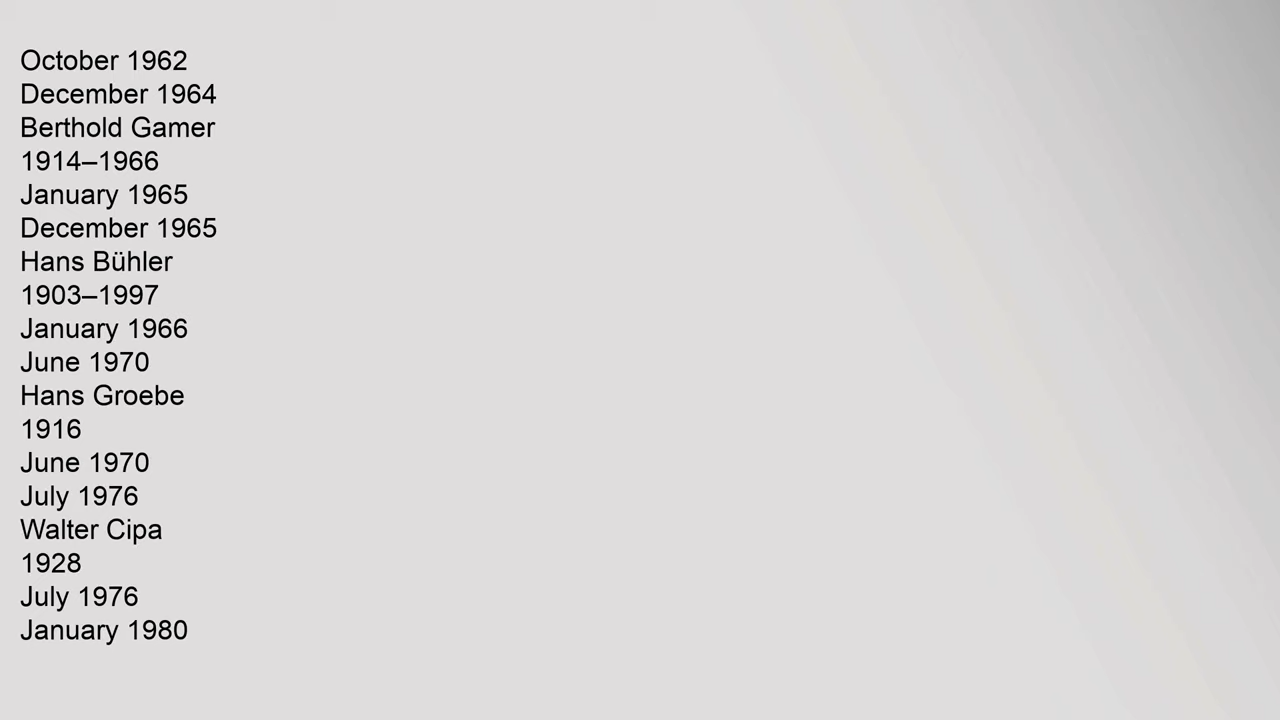 October 1962
December 1964
Berthold Gamer
1914–1966
January 1965
December 1965
Hans Bühler
1903–1997
January 1966
June 1970
Hans Groebe
1916
June 1970
July 1976
Walter Cipa
1928
July 1976
January 1980